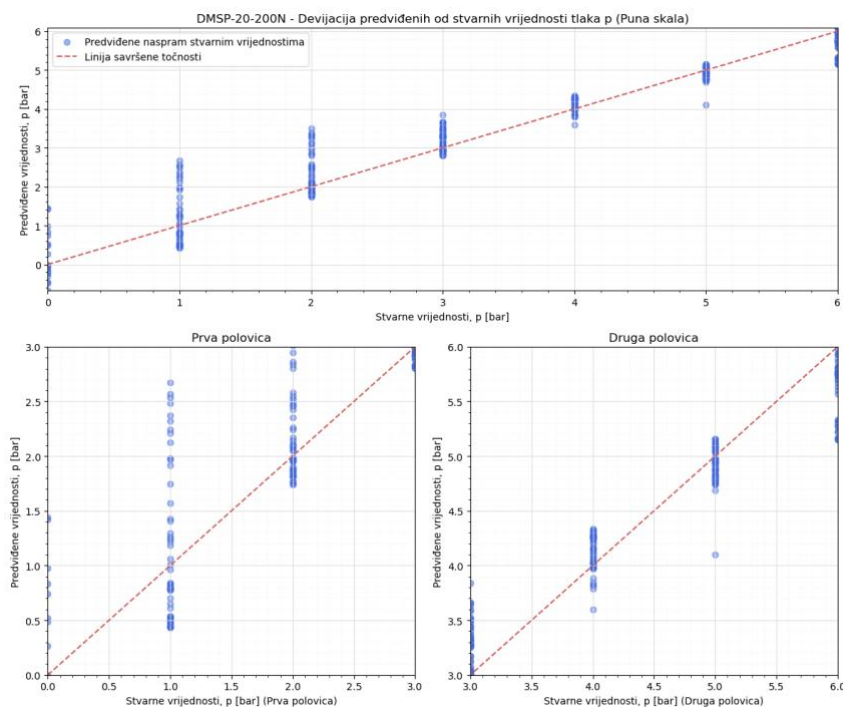 DMSP-20-200N - Devijacija predviđenih od stvarnih vrijednosti tlaka p (Puna skala)
Predviđene naspram stvarnim vrijednostima
Linija savršene točnosti
Predviđene vrijednosti, p [bar]
6
5
4
3
2
1
0
0 1 2 3 4 5 6
Stvarne vrijednosti, p [bar]
Prva polovica
Predviđene vrijednosti, p [bar]
3.0
2.5
2.0
1.5
1.0
0.5
0.0
0.0 0.5 1.0 1.5 2.0 2.5 3.0
Stvarne vrijednosti, p [bar] (Prva polovica)
Druga polovica
Predviđene vrijednosti, p [bar]
6.0
5.5
5.0
4.5
4.0
3.5
3.0
3.0 3.5 4.0 4.5 5.0 5.5 6.0
Stvarne vrijednosti, p [bar] (Druga polovica)